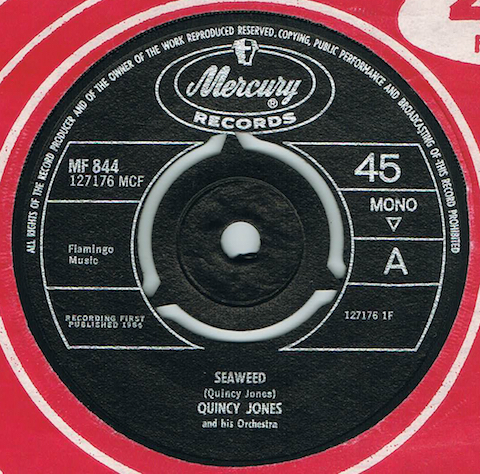 ALL RIGHTS OF THE RECORD PRODUCER AND OF THE OWNER OF THE WORK REPRODUCED RESERVED. COPYING, PUBLIC PERFORMANCE AND BROADCASTING OF THIS RECORD PROHIBITED
Mercury
®
RECORDS
MF 844
127176 MCF
45
MONO
A
Flamingo
Music
RECORDING FIRST
PUBLISHED 1966
127176 1F
SEAWEED
(Quincy Jones)
QUINCY JONES
and his Orchestra